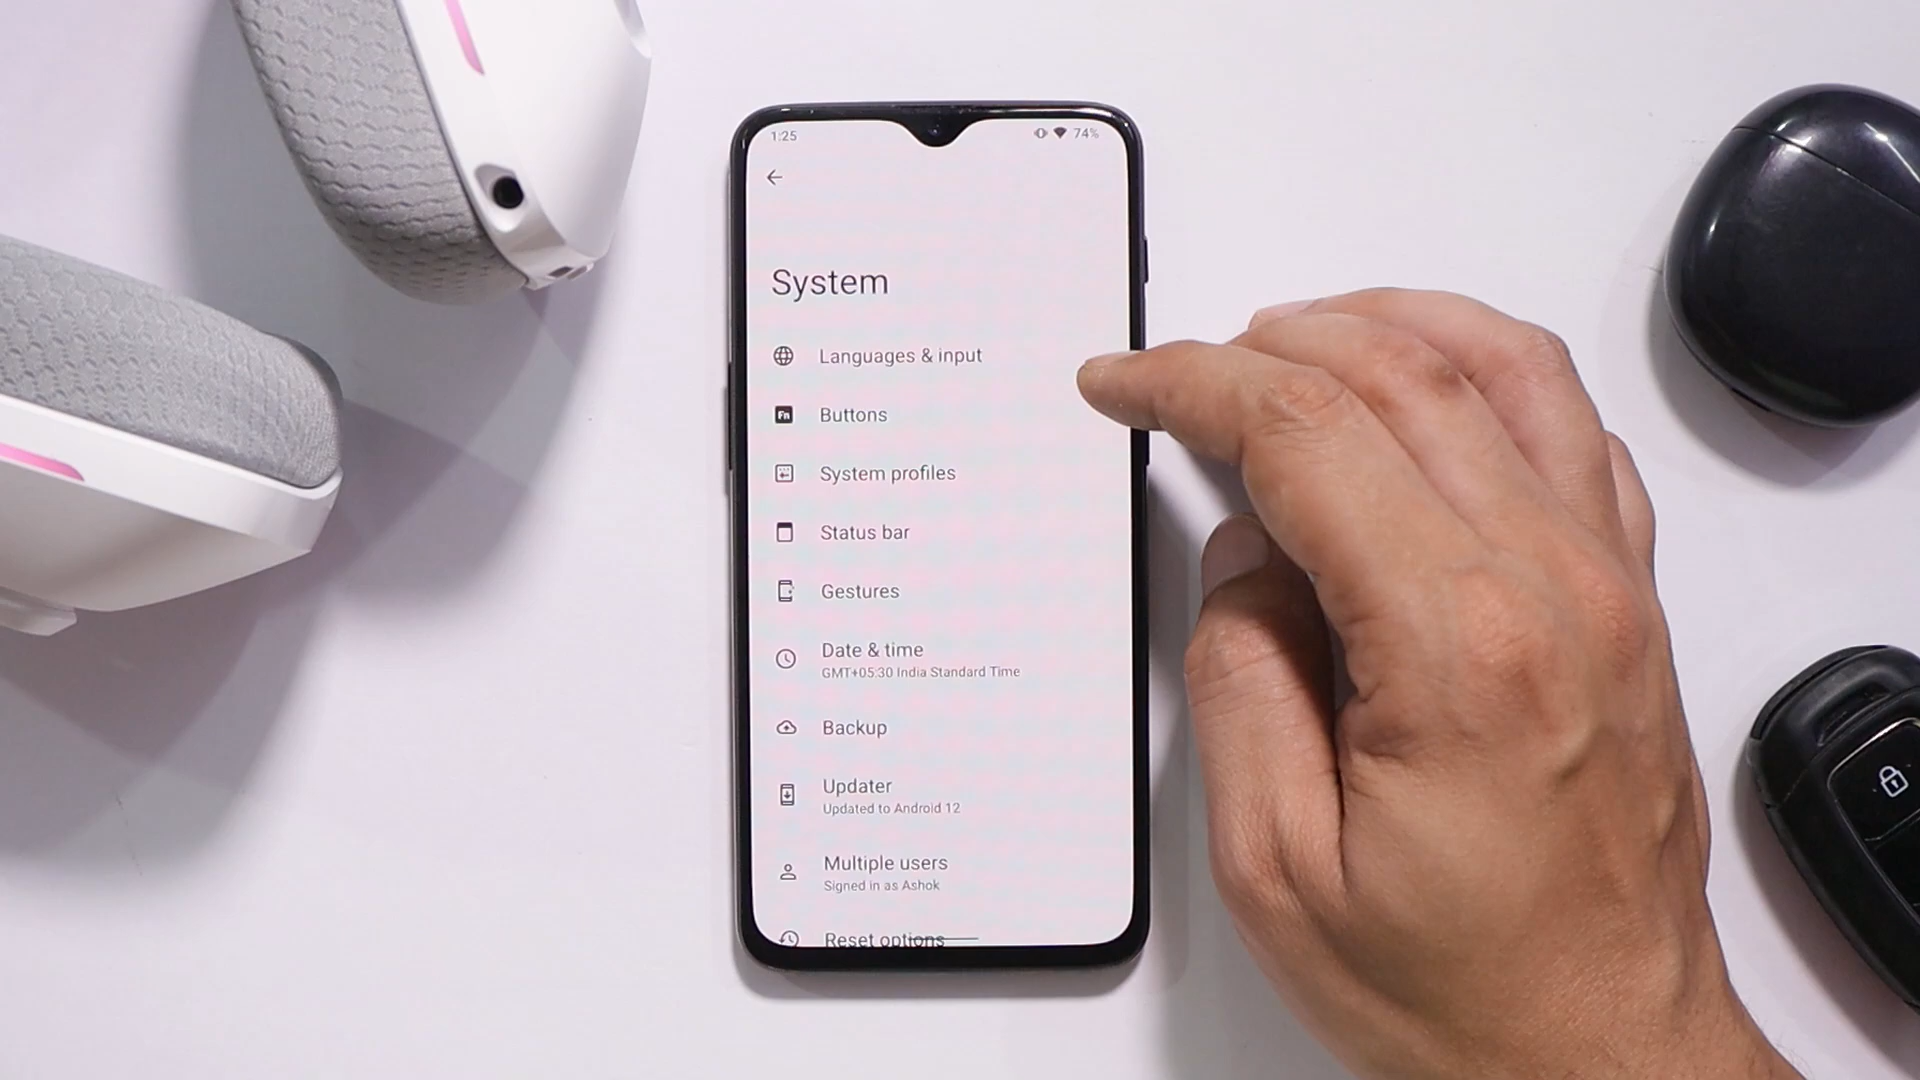 1:25
74%
System
Languages & input
Fn
Buttons
System profiles
Status bar
Gestures
Date & time
GMT+05:30 India Standard Time
Backup
Updater
Updated to Android 12
Multiple users
Signed in as Ashok
Reset options